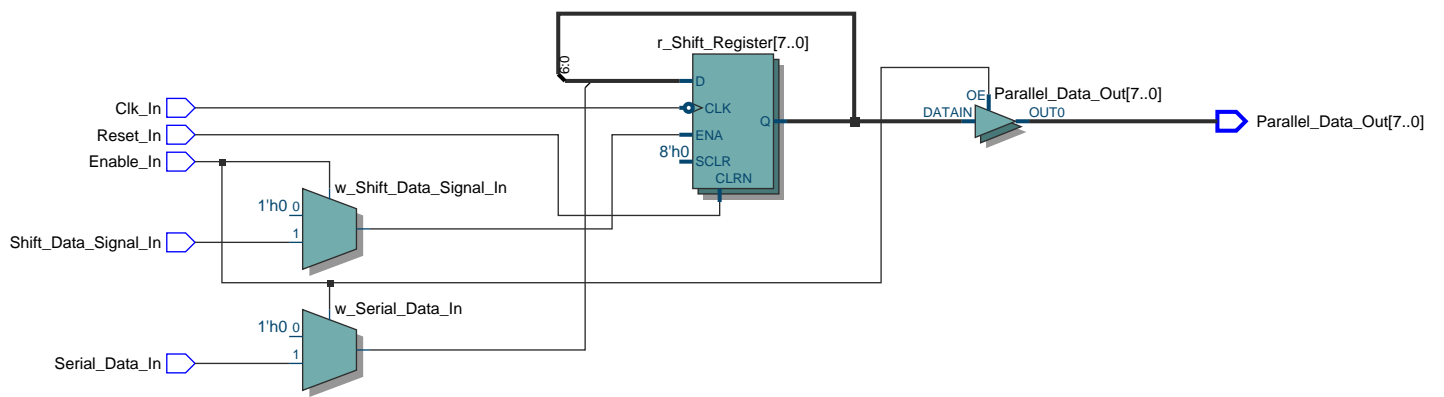 6:0
r_Shift_Register[7..0]
D
Clk_In
CLK
Reset_In
ENA
Q
Enable_In
8'h0
SCLR
CLRN
OE
Parallel_Data_Out[7..0]
DATAIN
OUT0
Parallel_Data_Out[7..0]
w_Shift_Data_Signal_In
1'h0 0
Shift_Data_Signal_In
1
w_Serial_Data_In
1'h0 0
Serial_Data_In
1